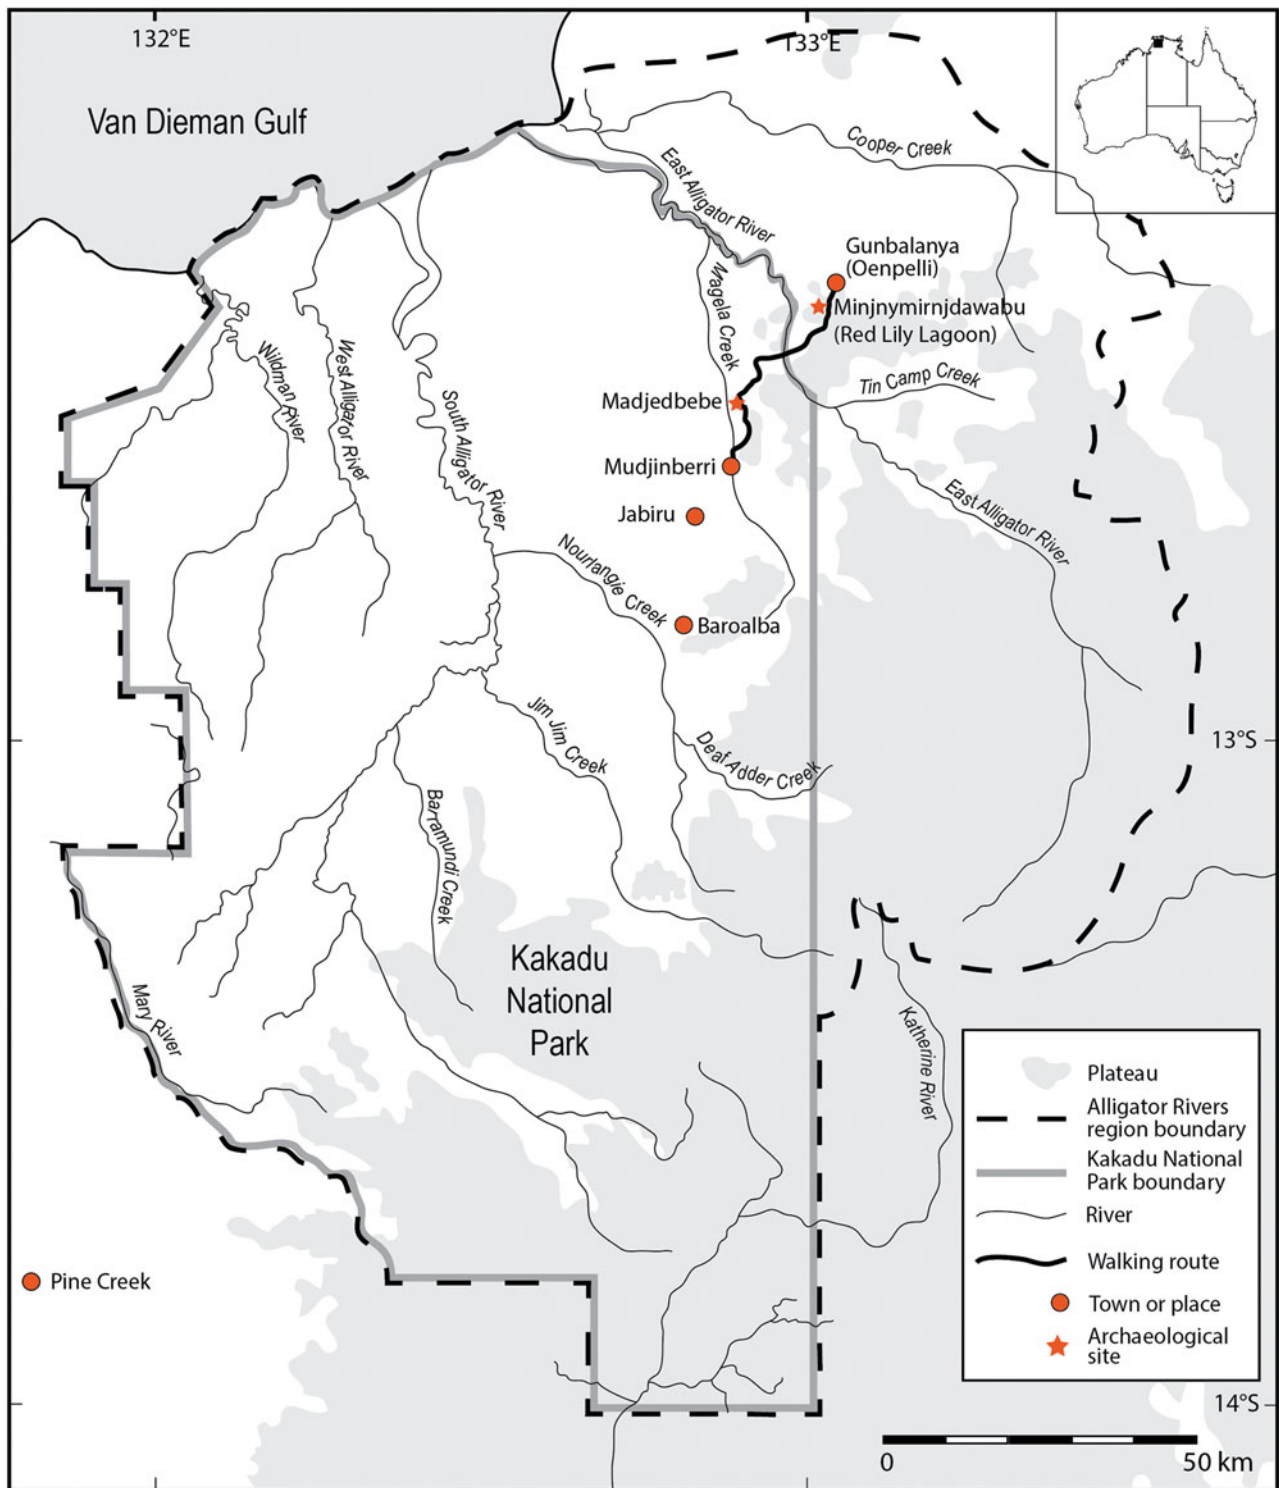 132°E
133°E
Van Dieman Gulf
Cooper Creek
East Alligator River
Gunbalanya
(Oenpelli)
Minjnymirnjdawabu
(Red Lily Lagoon)
Magela Creek
Wildman River
West Alligator River
South Alligator River
Tin Camp Creek
Madjedbebe
Mudjinberri
Jabiru
East Alligator River
Nourlangie Creek
Baroalba
Jim Jim Creek
Deaf Adder Creek
13°S
Barramundi Creek
Kakadu
National
Park
Mary River
Katherine River
Pine Creek
Plateau
Alligator Rivers
region boundary
Kakadu National
Park boundary
River
Walking route
Town or place
Archaeological
site
14°S
0
50 km